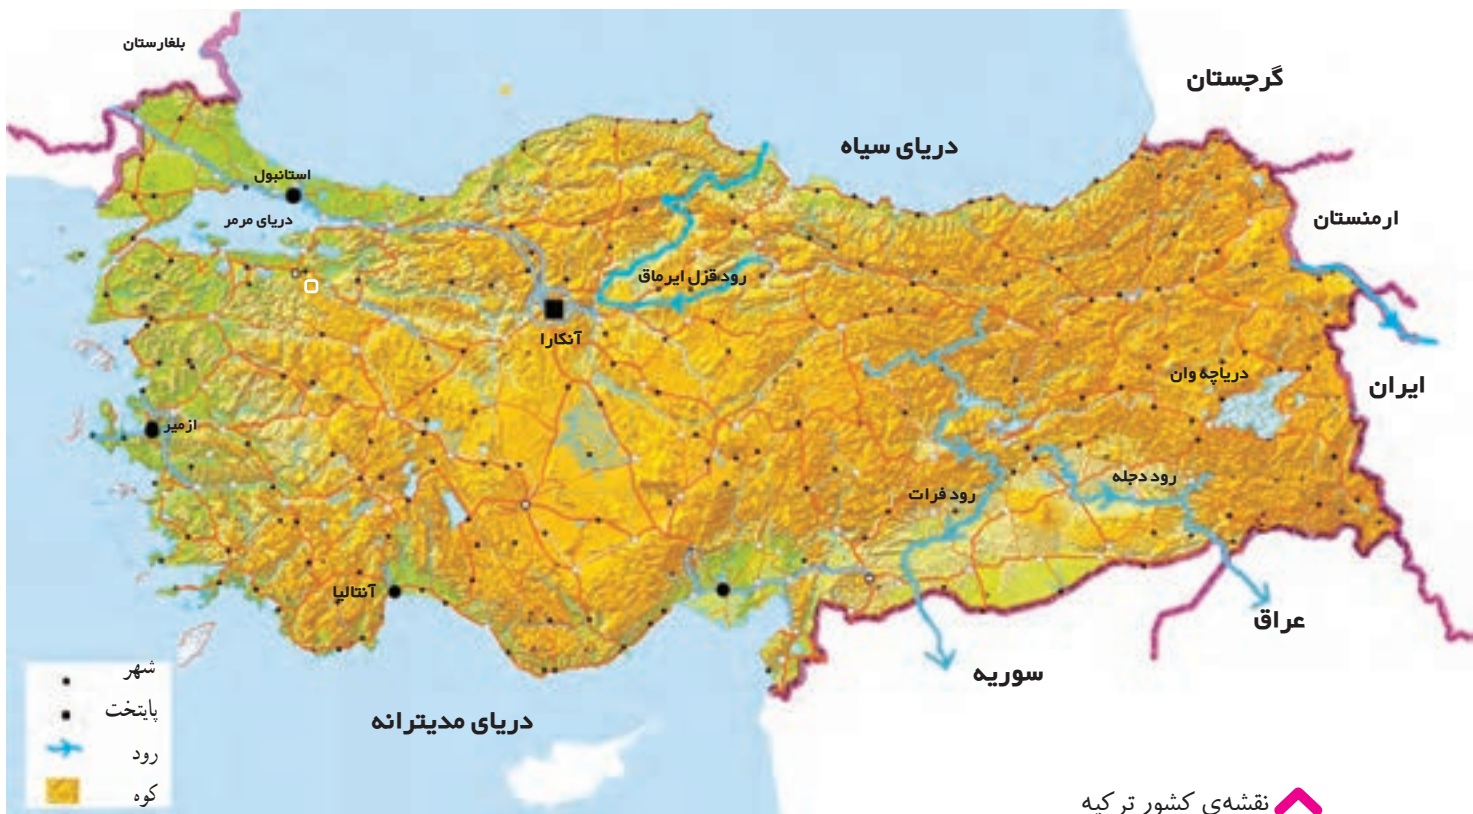 بلغارستان
گرجستان
دریای سیاه
استانبول
دریای مرمر
ارمنستان
رود قزل ایرماق
آنکارا
دریاچه وان
ایران
ازمیر
رود دجله
رود فرات
آنتالیا
عراق
سوریه
دریای مدیترانه
شهر
پایتخت
رود
کوه
نقشه‌ی کشور ترکیه